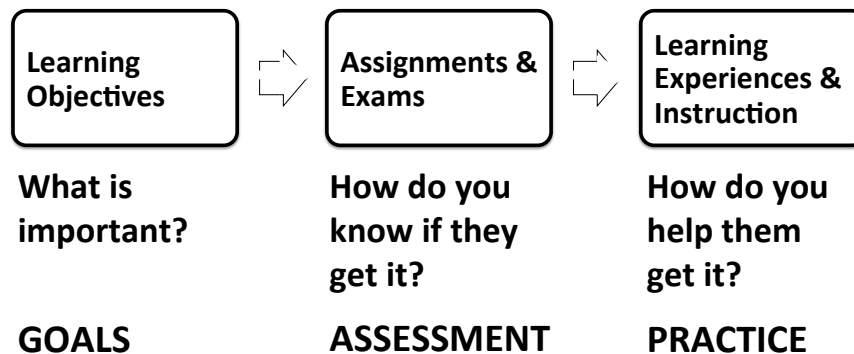 Learning
Objectives
Assignments &
Exams
Learning
Experiences &
Instruction
What is
important?
How do you
know if they
get it?
How do you
help them
get it?
GOALS
ASSESSMENT
PRACTICE